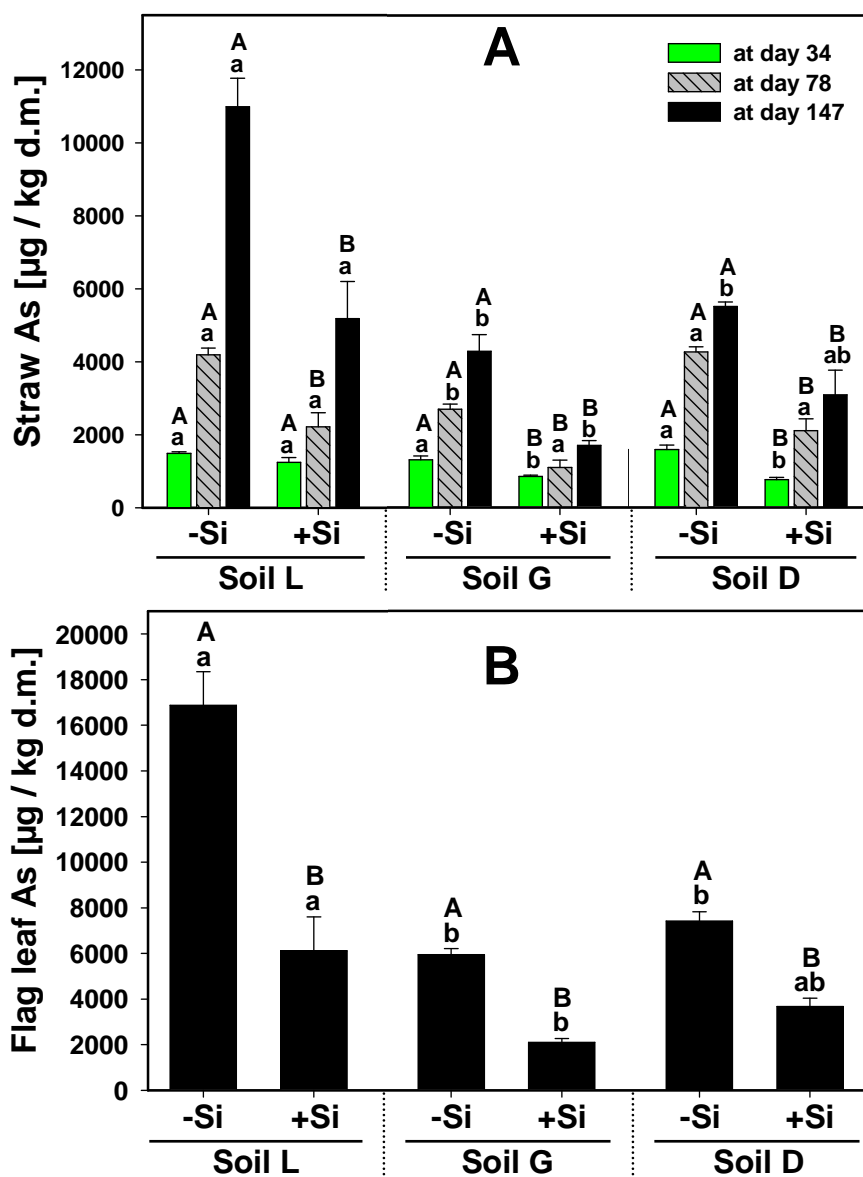 A
at day 34
at day 78
at day 147
Straw As [µg / kg d.m.]
12000
10000
8000
6000
4000
2000
0
A
a
A
a
A
a
A
a
B
a
B
a
A
a
A
b
A
b
B
b
B
a
B
b
A
a
A
a
A
b
B
b
B
a
B
ab
-Si +Si -Si +Si -Si +Si
Soil L Soil G Soil D
B
Flag leaf As [µg / kg d.m.]
20000
18000
16000
14000
12000
10000
8000
6000
4000
2000
0
A
a
B
a
A
b
B
b
A
b
B
ab
-Si +Si -Si +Si -Si +Si
Soil L Soil G Soil D